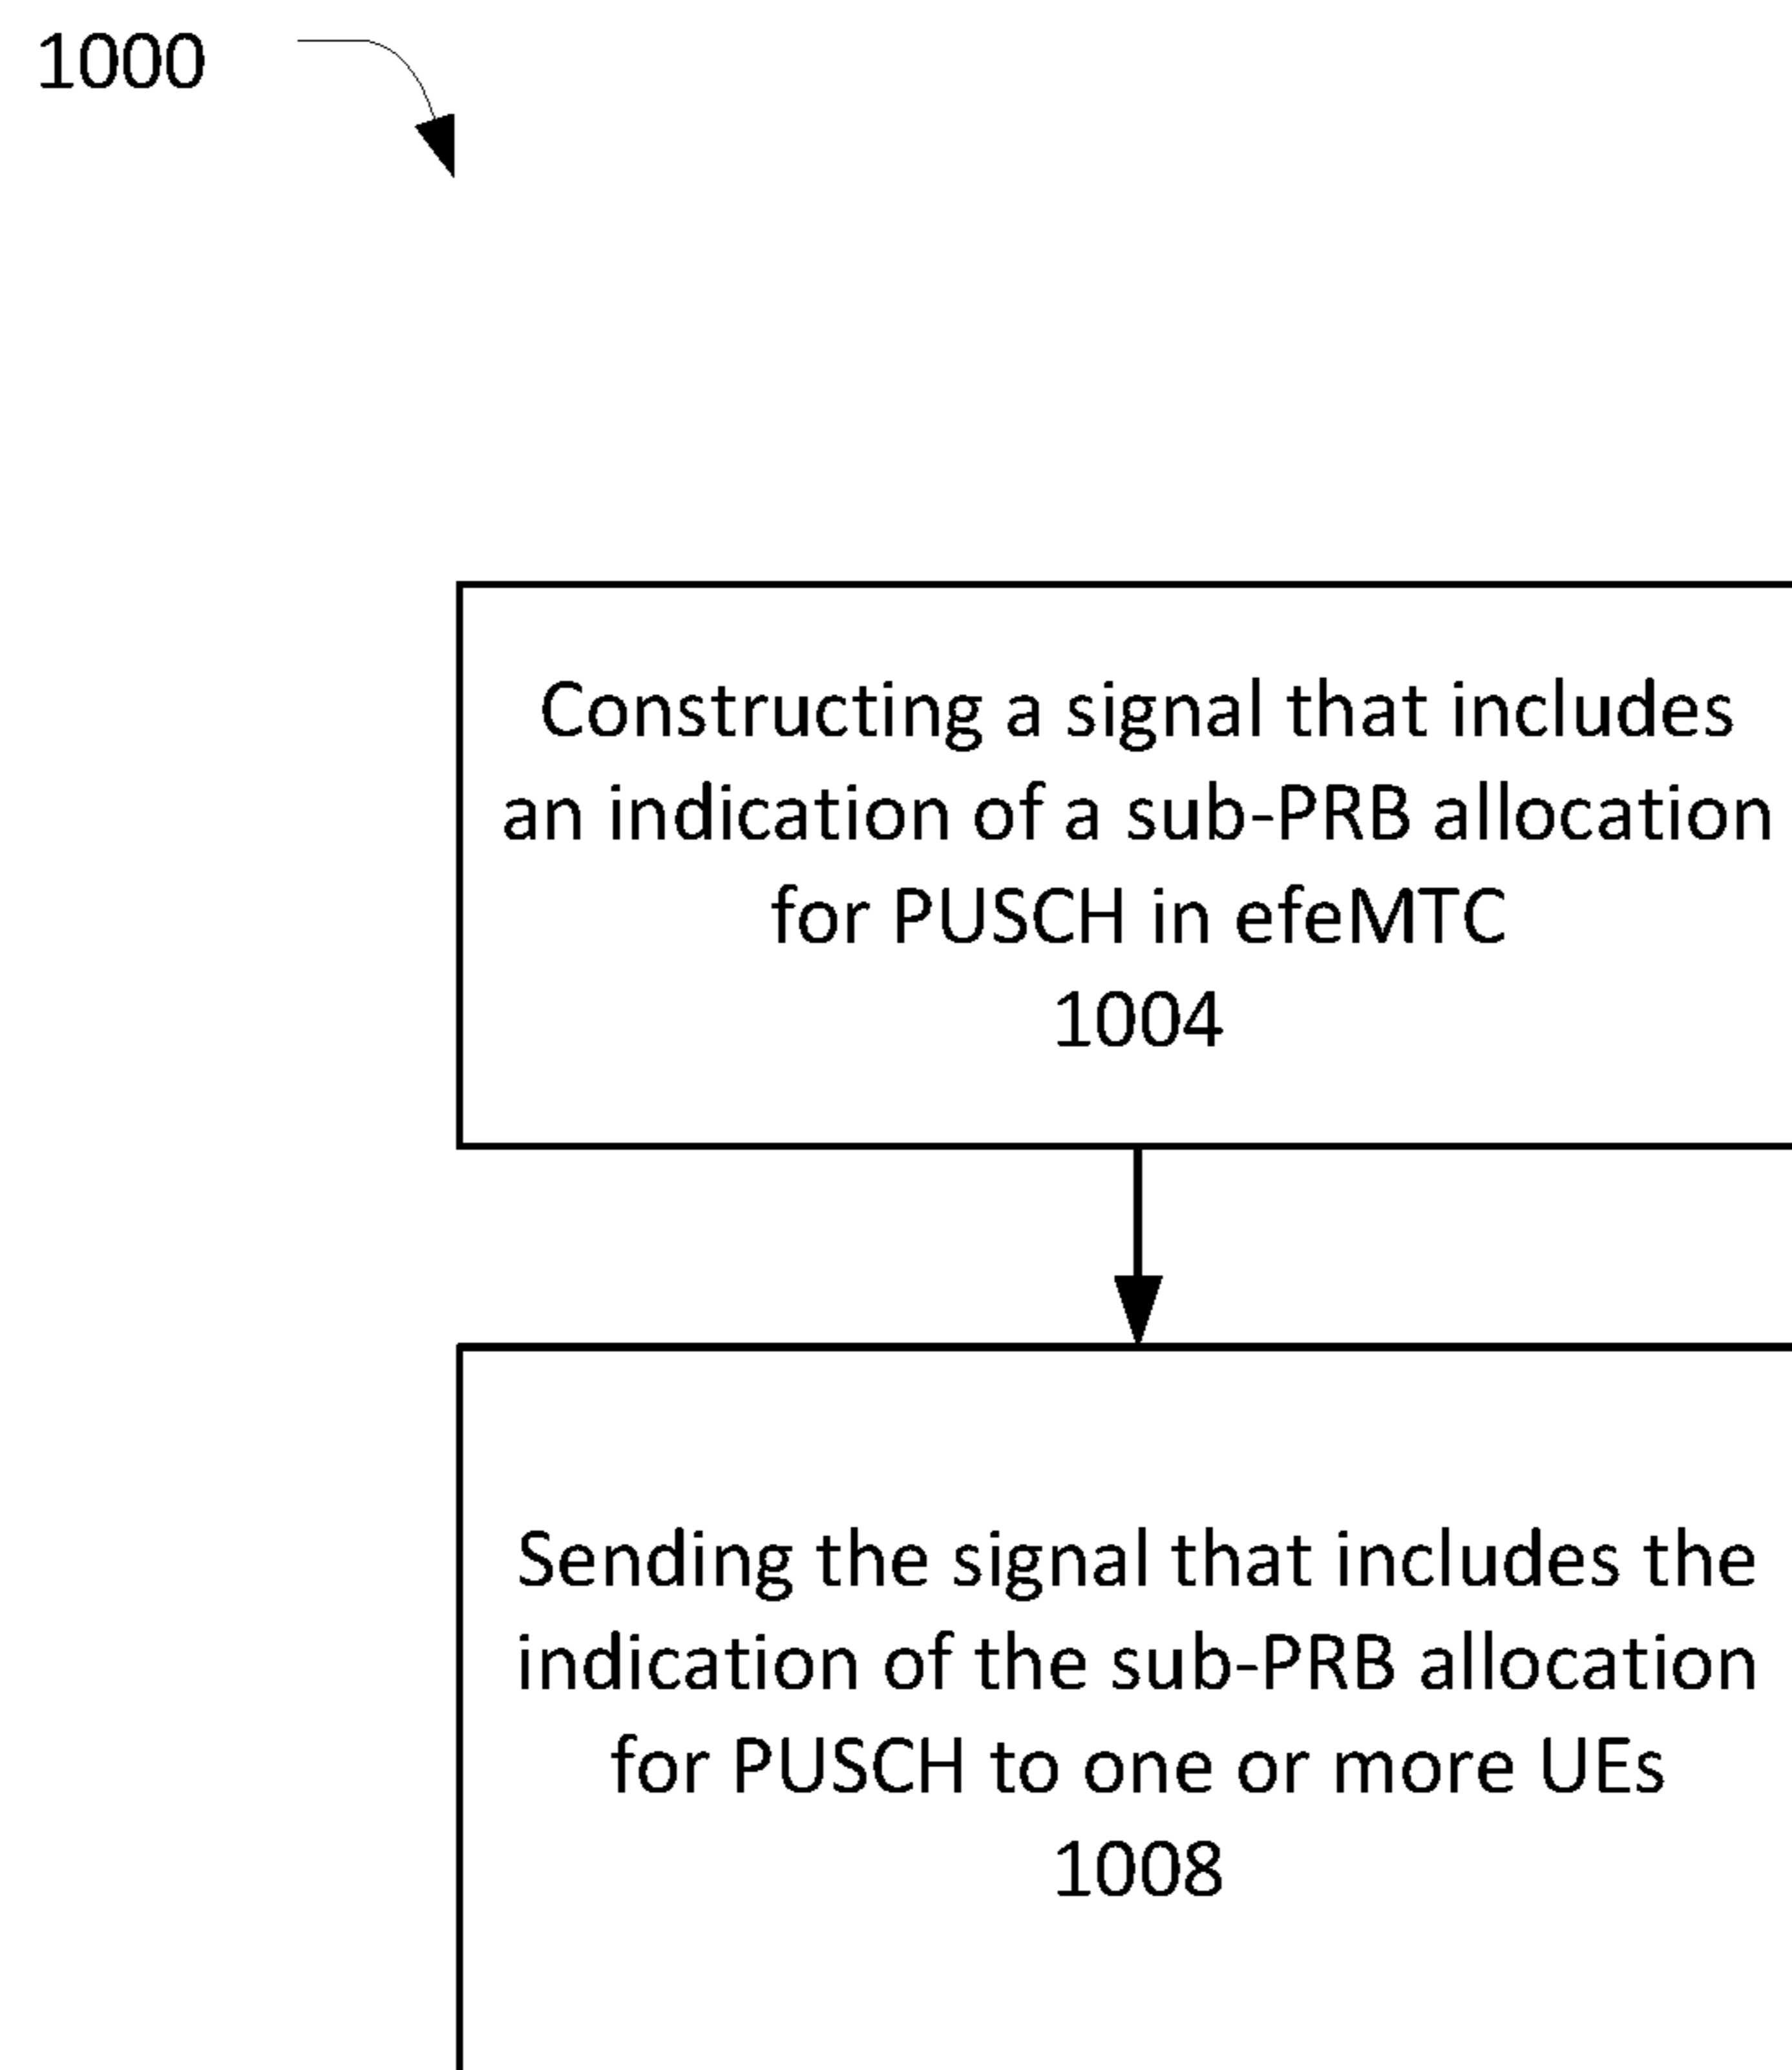 1000
Constructing a signal that includes
an indication of a sub-PRB allocation
for PUSCH in efeMTC
1004
Sending the signal that includes the
indication of the sub-PRB allocation
for PUSCH to one or more UEs
1008